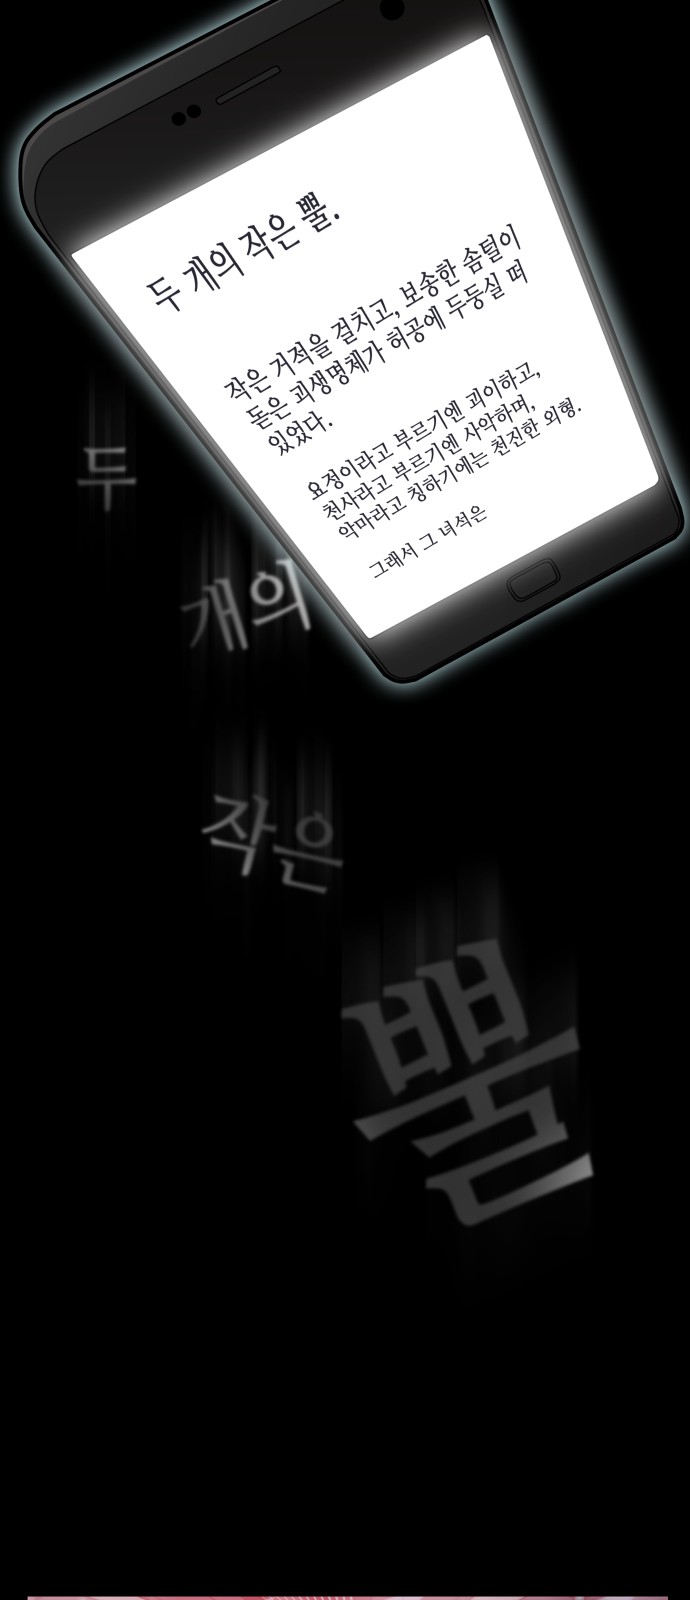 두 개의 작은 뿔.
작은 거적을 걸치고, 보송한 솜털이
돋은 괴생명체가 허공에 두둥실 떠
있었다.
요정이라고 부르기엔 괴이하고,
천사라고 부르기엔 사악하며,
악마라고 칭하기에는 천진한 외형.
그래서 그 녀석은
두
개의
작은
뿔